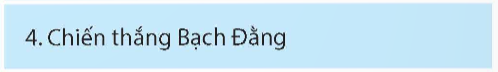 4. Chiến thắng Bạch Đằng